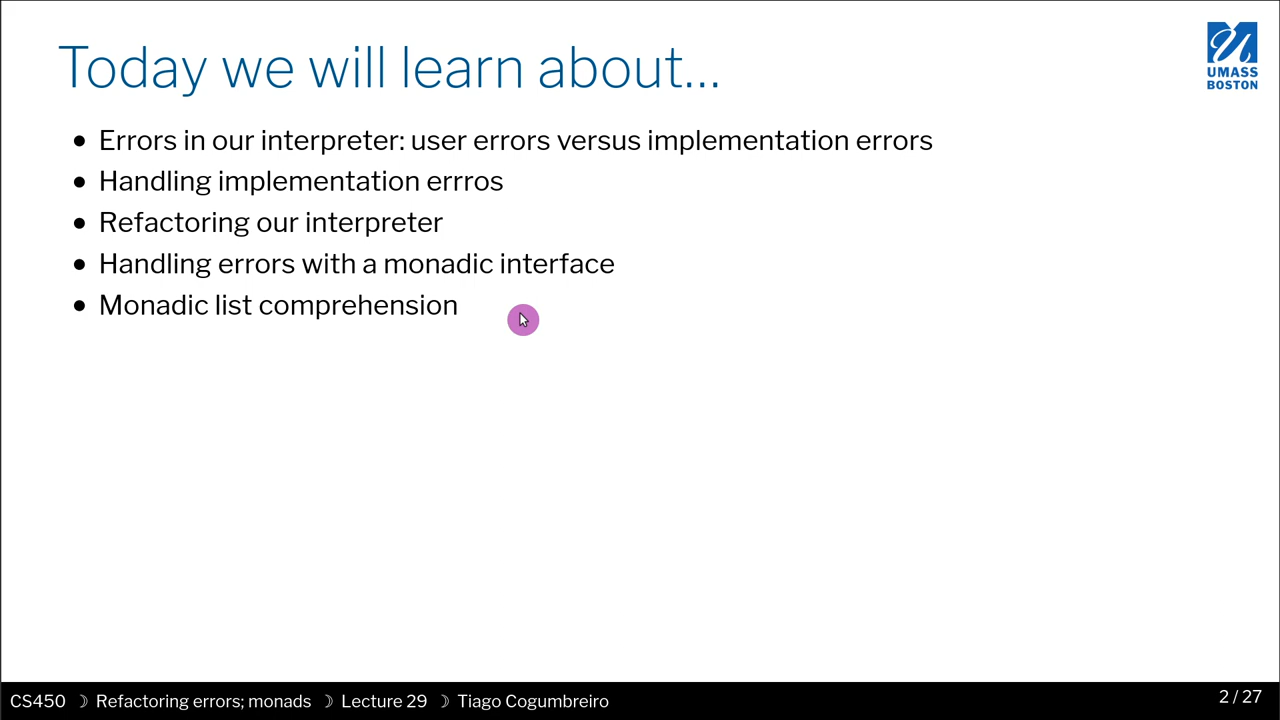 Today we will learn about...
UMASS
BOSTON
• Errors in our interpreter: user errors versus implementation errors
• Handling implementation errros
• Refactoring our interpreter
• Handling errors with a monadic interface
• Monadic list comprehension
CS450 ☽ Refactoring errors; monads ☽ Lecture 29 ☽ Tiago Cogumbreiro
2 / 27